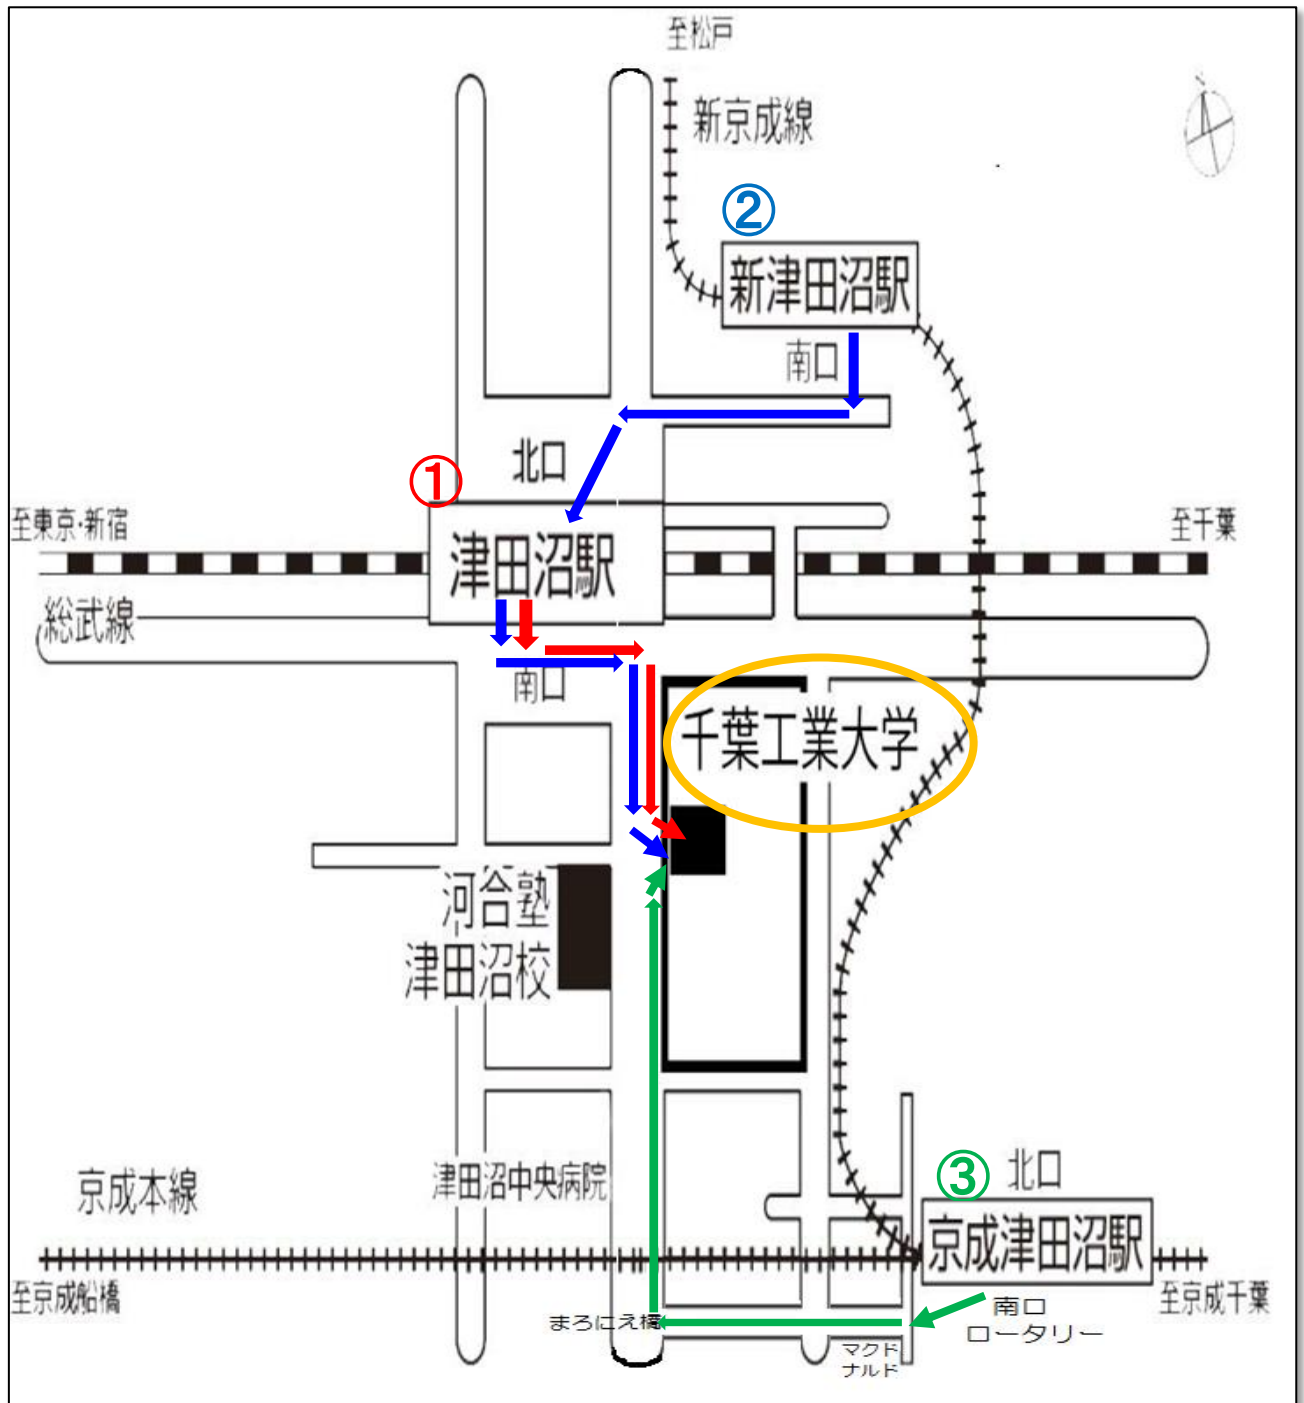 至松戸
新京成線
②
新津田沼駅
南口
北口
①
至東京・新宿
至千葉
津田沼駅
総武線
南口
千葉工業大学
河合塾
津田沼校
③
北口
京成本線
津田沼中央病院
京成津田沼駅
至京成船橋
至京成千葉
南口
ロータリー
まろにえ橋
マクド
ナルド